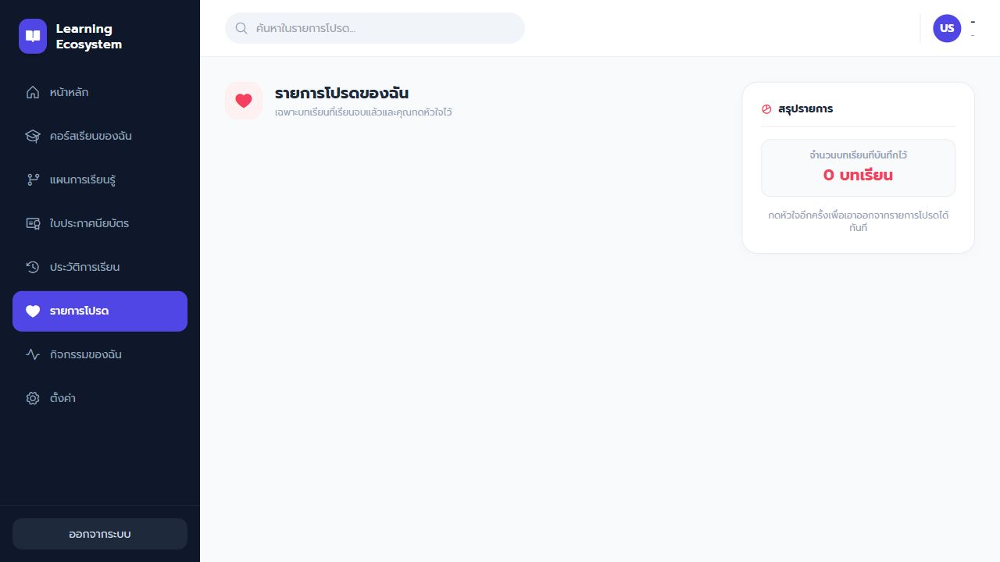 Learning
Ecosystem
หน้าหลัก
คอร์สเรียนของฉัน
แผนการเรียนรู้
ใบประกาศนียบัตร
ประวัติการเรียน
รายการโปรด
กิจกรรมของฉัน
ตั้งค่า
ออกจากระบบ
ค้นหาในรายการโปรด...
US
-
-
รายการโปรดของฉัน
เฉพาะบทเรียนที่เรียนจบแล้วและคุณกดหัวใจไว้
สรุปรายการ
จำนวนบทเรียนที่บันทึกไว้
0 บทเรียน
กดหัวใจอีกครั้งเพื่อเอาออกจากรายการโปรดได้
ทันที